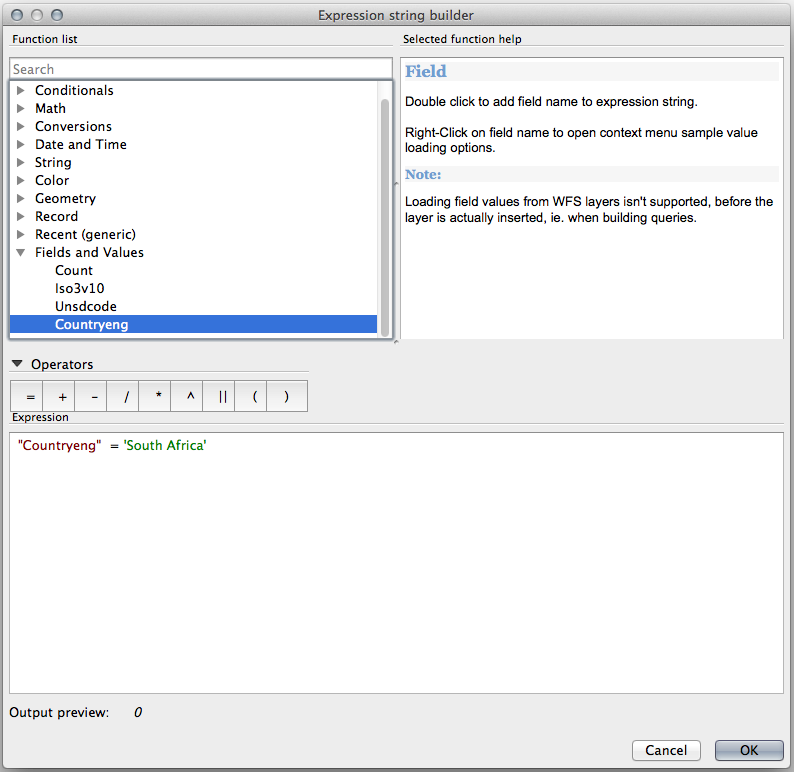 Expression string builder
Function list
Search
Conditionals
Math
Conversions
Date and Time
String
Color
Geometry
Record
Recent (generic)
Fields and Values
Count
Iso3v10
Unsdcode
Countryeng
Selected function help
Field
Double click to add field name to expression string.
Right-Click on field name to open context menu sample value
loading options.
Note:
Loading field values from WFS layers isn't supported, before the
layer is actually inserted, ie. when building queries.
Operators
= + - / * ^ || ( )
Expression
"Countryeng" = 'South Africa'
Output preview: 0
Cancel OK